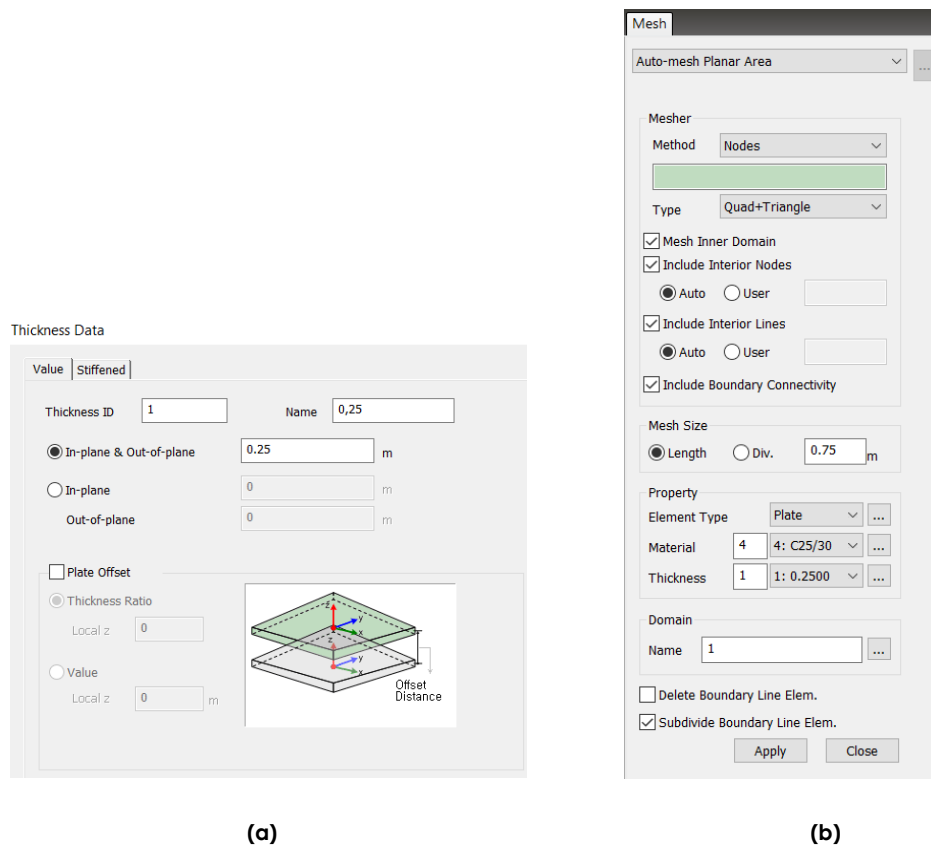 Thickness Data
Value Stiffened
Thickness ID 1 Name 0,25
In-plane & Out-of-plane 0.25 m
In-plane 0 m
Out-of-plane 0 m
Plate Offset
Thickness Ratio
Local z 0
Value
Local z 0 m
z y x
z y x
Offset
Distance
(a)
Mesh
Auto-mesh Planar Area ...
Mesher
Method Nodes
Type Quad+Triangle
Mesh Inner Domain
Include Interior Nodes
Auto User
Include Interior Lines
Auto User
Include Boundary Connectivity
Mesh Size
Length Div. 0.75 m
Property
Element Type Plate ...
Material 4 4: C25/30 ...
Thickness 1 1: 0.2500 ...
Domain
Name 1 ...
Delete Boundary Line Elem.
Subdivide Boundary Line Elem.
Apply Close
(b)